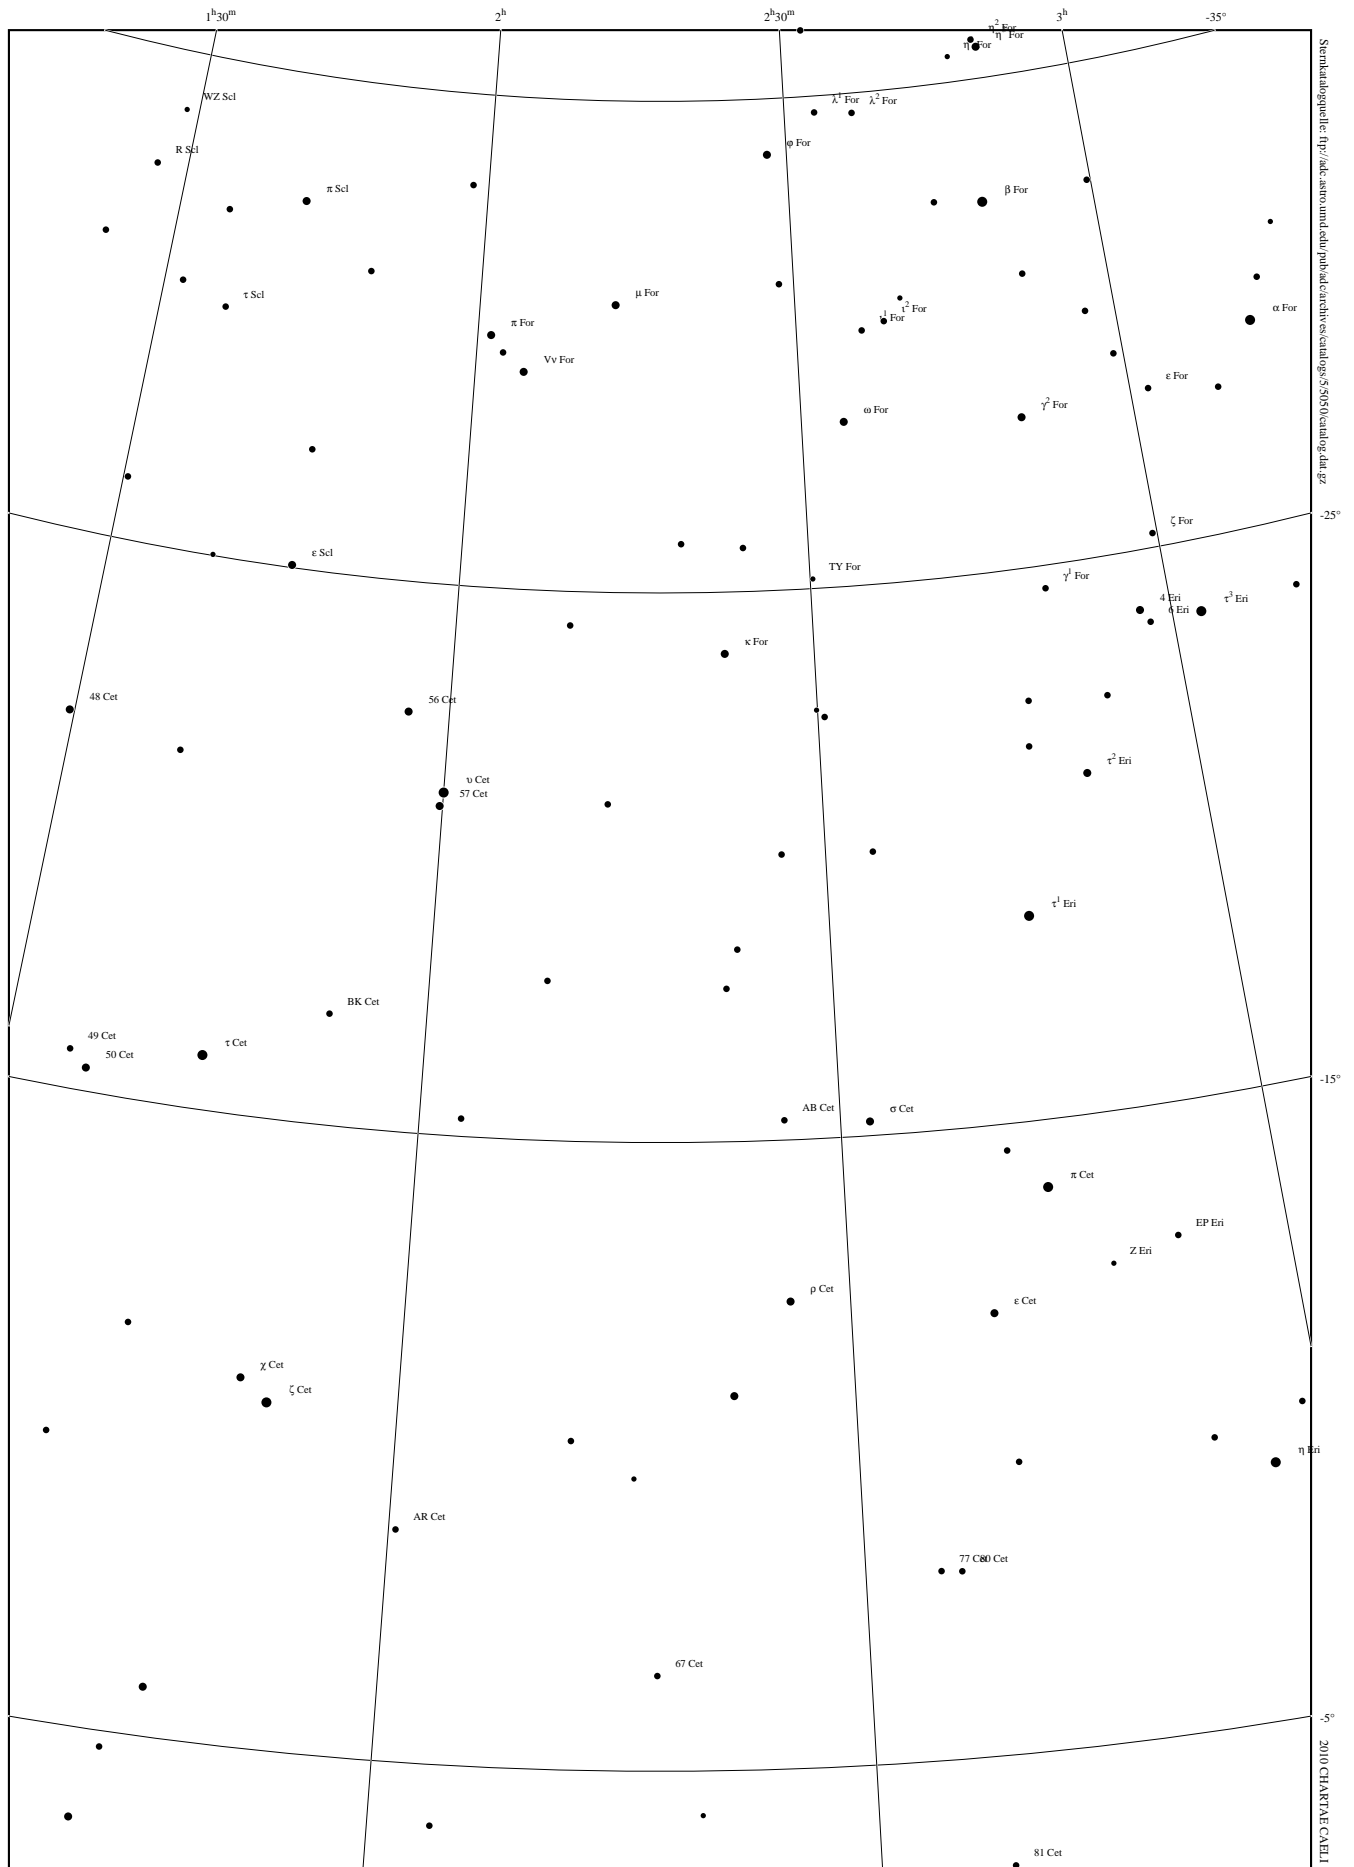 1h30m
2h
2h30m
3h
-35°
η2 For
η3 For
η1 For
WZ Scl
λ1 For
λ2 For
R Scl
φ For
π Scl
β For
τ Scl
μ For
ι2 For
ι1 For
α For
π For
Vν For
ε For
ω For
γ2 For
-25°
ζ For
ε Scl
TY For
γ1 For
4 Eri
6 Eri
τ3 Eri
κ For
48 Cet
56 Cet
τ2 Eri
υ Cet
57 Cet
τ1 Eri
BK Cet
49 Cet
τ Cet
50 Cet
-15°
AB Cet
σ Cet
π Cet
EP Eri
Z Eri
ρ Cet
ε Cet
χ Cet
ζ Cet
η Eri
AR Cet
77 Cet
80 Cet
67 Cet
-5°
81 Cet
Sternkatalogquelle: ftp://adc.astro.umd.edu/pub/adc/archives/catalogs/5/5050/catalog.dat.gz
2010 CHARTAE CAELI